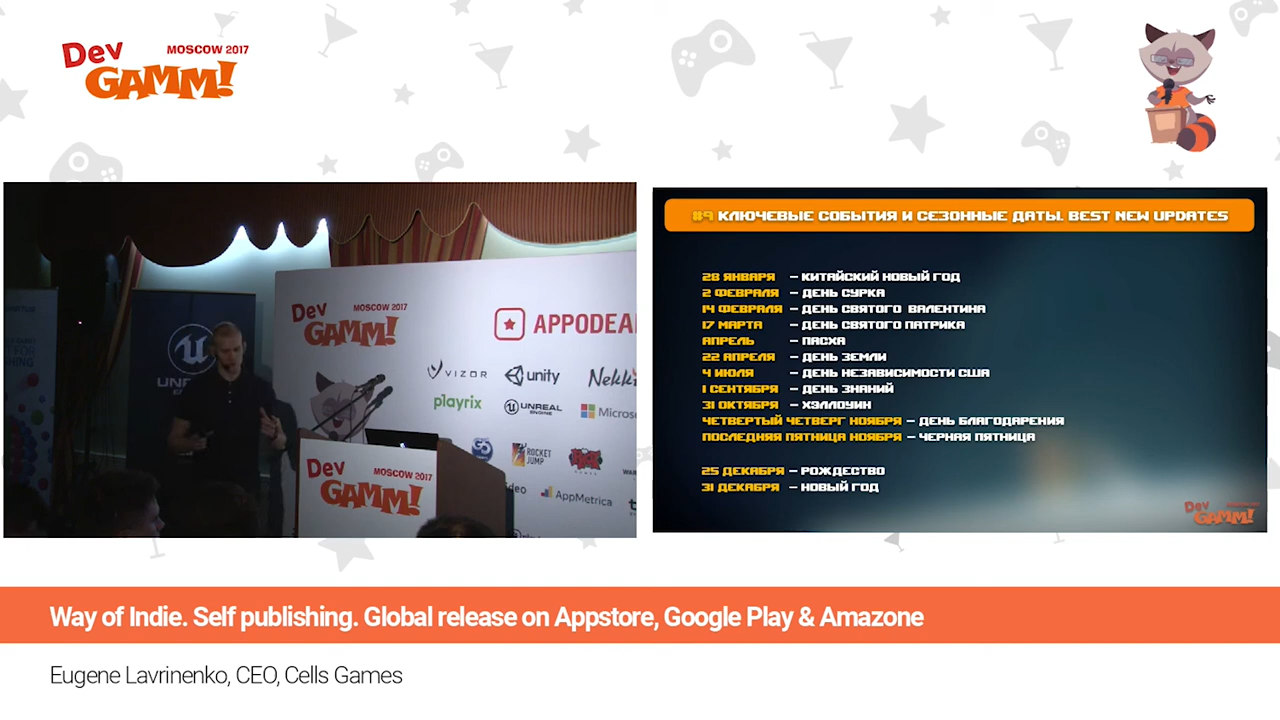 Dev
GAMM!
MOSCOW 2017
Dev
GAMM!
MOSCOW 2017
APPODEAL
VIZOR
unity
Nekki
playrix
UNREAL
ENGINE
Microsoft
ROCKET
JUMP
AppMetrica
Dev
GAMM!
MOSCOW 2017
#9 КЛЮЧЕВЫЕ СОБЫТИЯ И СЕЗОННЫЕ ДАТЫ. BEST NEW UPDATES
28 ЯНВАРЯ – КИТАЙСКИЙ НОВЫЙ ГОД
2 ФЕВРАЛЯ – ДЕНЬ СУРКА
14 ФЕВРАЛЯ – ДЕНЬ СВЯТОГО ВАЛЕНТИНА
17 МАРТА – ДЕНЬ СВЯТОГО ПАТРИКА
АПРЕЛЬ – ПАСХА
22 АПРЕЛЯ – ДЕНЬ ЗЕМЛИ
4 ИЮЛЯ – ДЕНЬ НЕЗАВИСИМОСТИ США
1 СЕНТЯБРЯ – ДЕНЬ ЗНАНИЙ
31 ОКТЯБРЯ – ХЭЛЛОУИН
ЧЕТВЕРТЫЙ ЧЕТВЕРГ НОЯБРЯ – ДЕНЬ БЛАГОДАРЕНИЯ
ПОСЛЕДНЯЯ ПЯТНИЦА НОЯБРЯ – ЧЕРНАЯ ПЯТНИЦА
25 ДЕКАБРЯ – РОЖДЕСТВО
31 ДЕКАБРЯ – НОВЫЙ ГОД
Dev
GAMM!
Way of Indie. Self publishing. Global release on Appstore, Google Play & Amazone
Eugene Lavrinenko, CEO, Cells Games